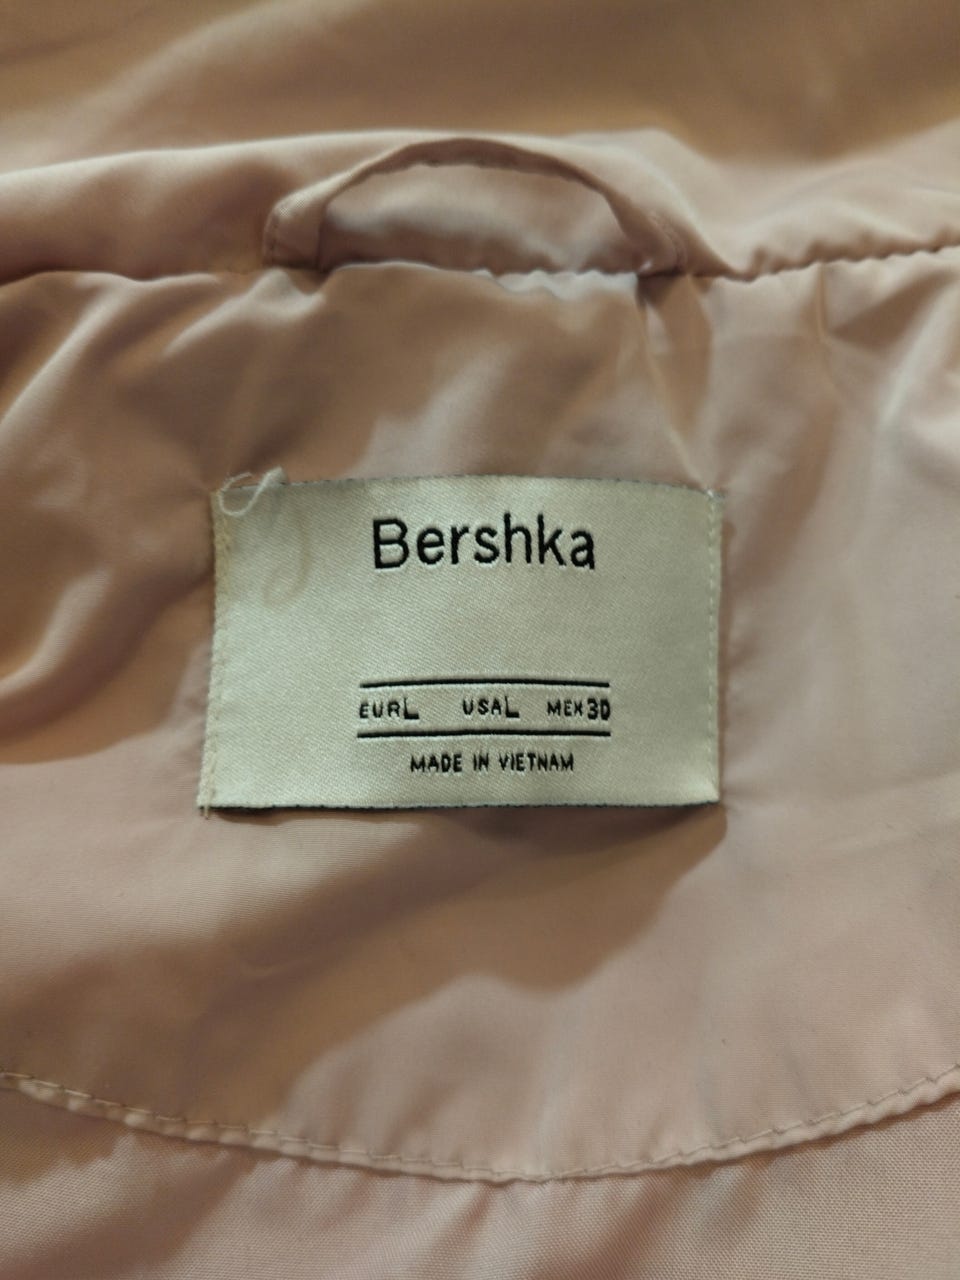 Bershka
EUR L USA L MEX 30
MADE IN VIETNAM